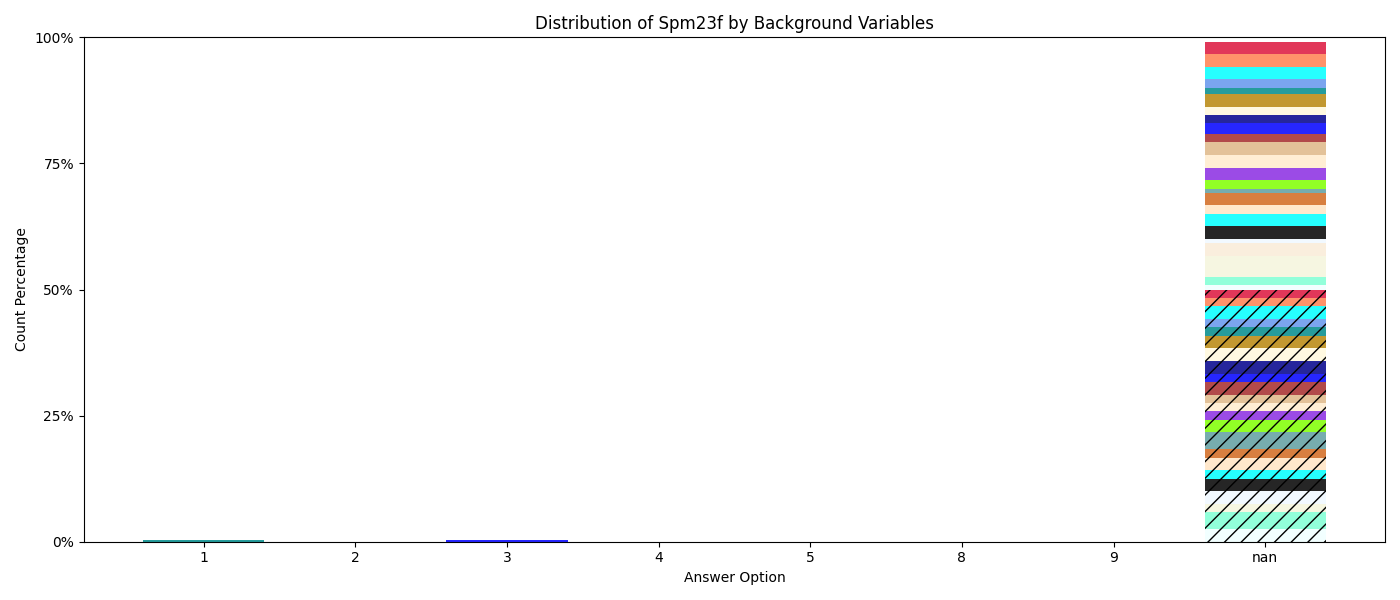 Distribution of Spm23f by Background Variables
100%
75%
50%
25%
0%
Count Percentage
1 2 3 4 5 8 9 nan
Answer Option